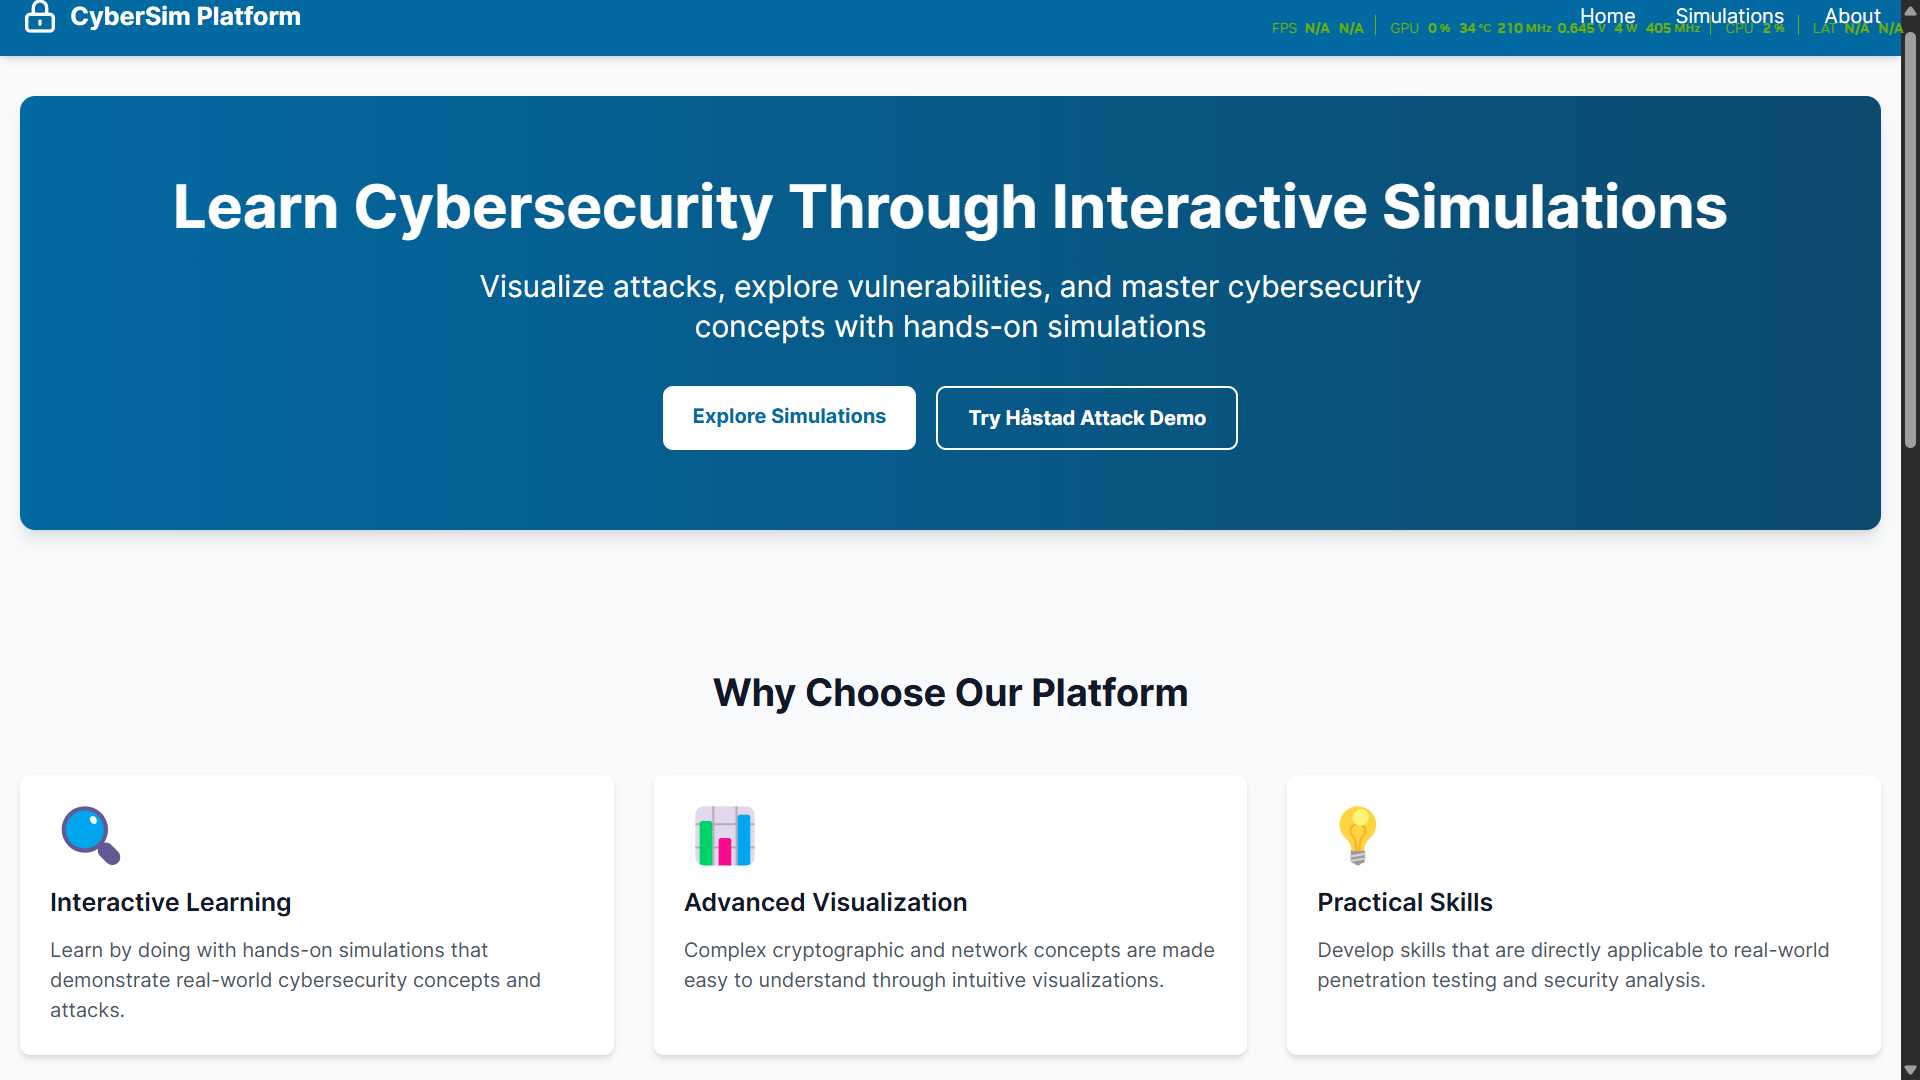 CyberSim Platform
Home Simulations About
FPS N/A N/A GPU 0 % 34 °C 210 MHz 0.645 V 4 W 405 MHz CPU 2 % LAT N/A N/A
Learn Cybersecurity Through Interactive Simulations
Visualize attacks, explore vulnerabilities, and master cybersecurity
concepts with hands-on simulations
Explore Simulations
Try Håstad Attack Demo
Why Choose Our Platform
Interactive Learning
Learn by doing with hands-on simulations that
demonstrate real-world cybersecurity concepts and
attacks.
Advanced Visualization
Complex cryptographic and network concepts are made
easy to understand through intuitive visualizations.
Practical Skills
Develop skills that are directly applicable to real-world
penetration testing and security analysis.